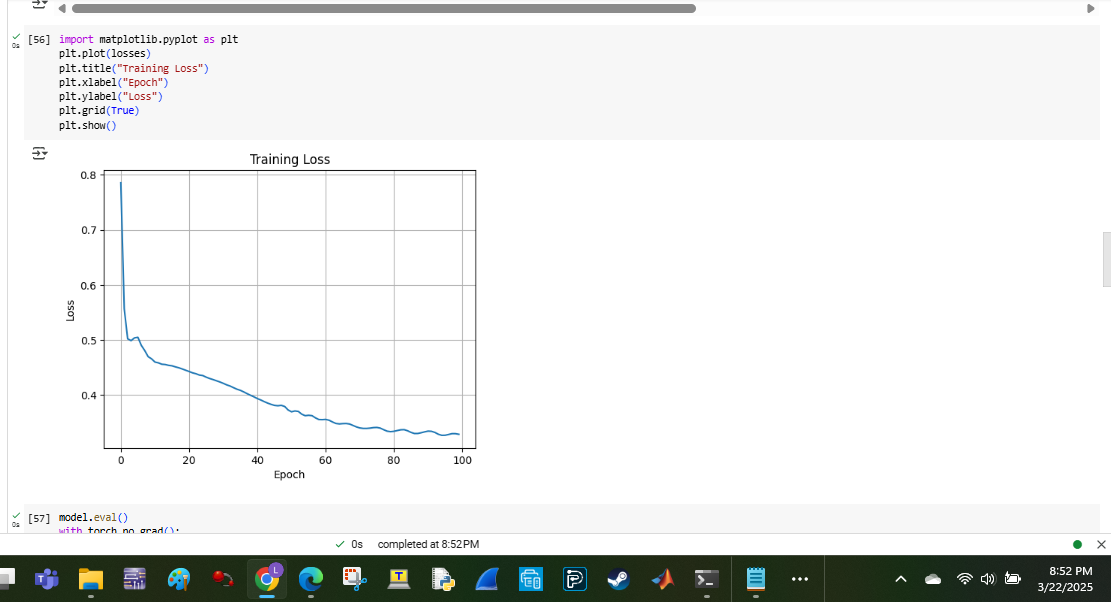 [56] import matplotlib.pyplot as plt
plt.plot(losses)
plt.title("Training Loss")
plt.xlabel("Epoch")
plt.ylabel("Loss")
plt.grid(True)
plt.show()
0s
Training Loss
0.8
0.7
0.6
0.5
0.4
Loss
0 20 40 60 80 100
Epoch
[57] model.eval()
0s
with torch.no_grad():
0s completed at 8:52 PM
L
T
T
P
8:52 PM
3/22/2025